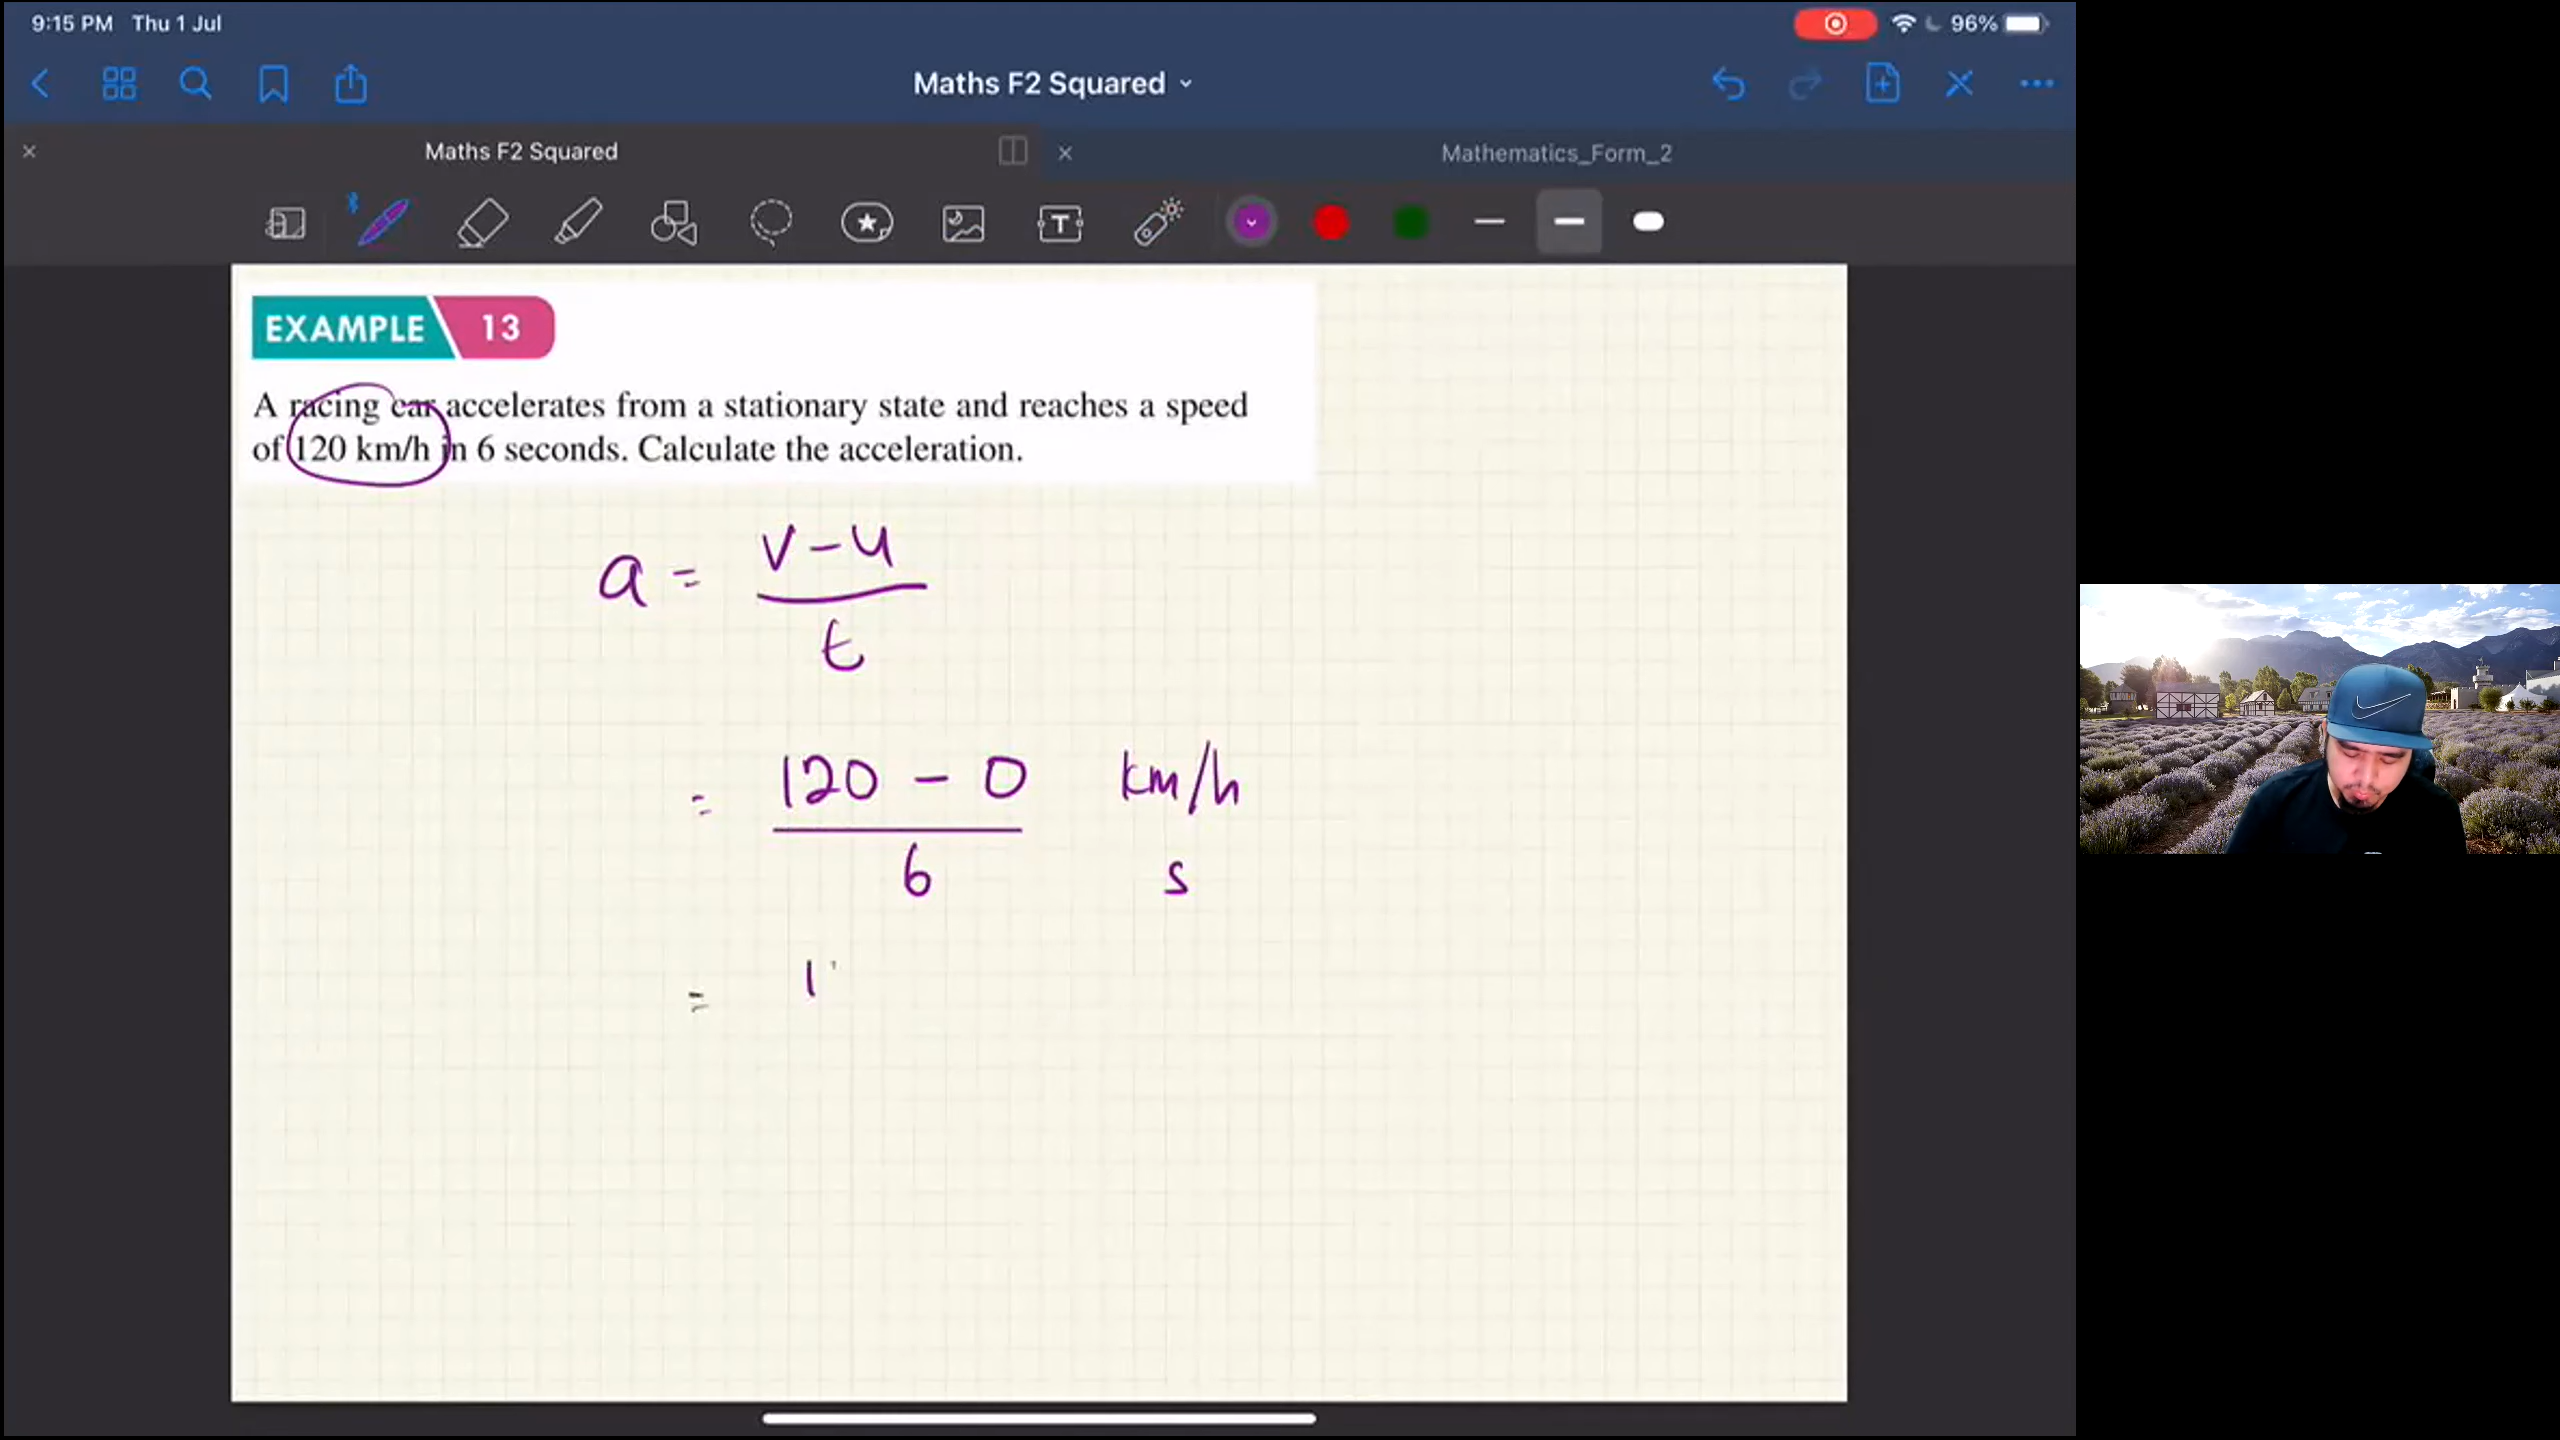 9:15 PM Thu 1 Jul
96%
Maths F2 Squared
Maths F2 Squared
Mathematics_Form_2
T
EXAMPLE 13
A racing car accelerates from a stationary state and reaches a speed
of 120 km/h in 6 seconds. Calculate the acceleration.
a = v - u
t
= 120 - 0 km/h
6 s
= 1